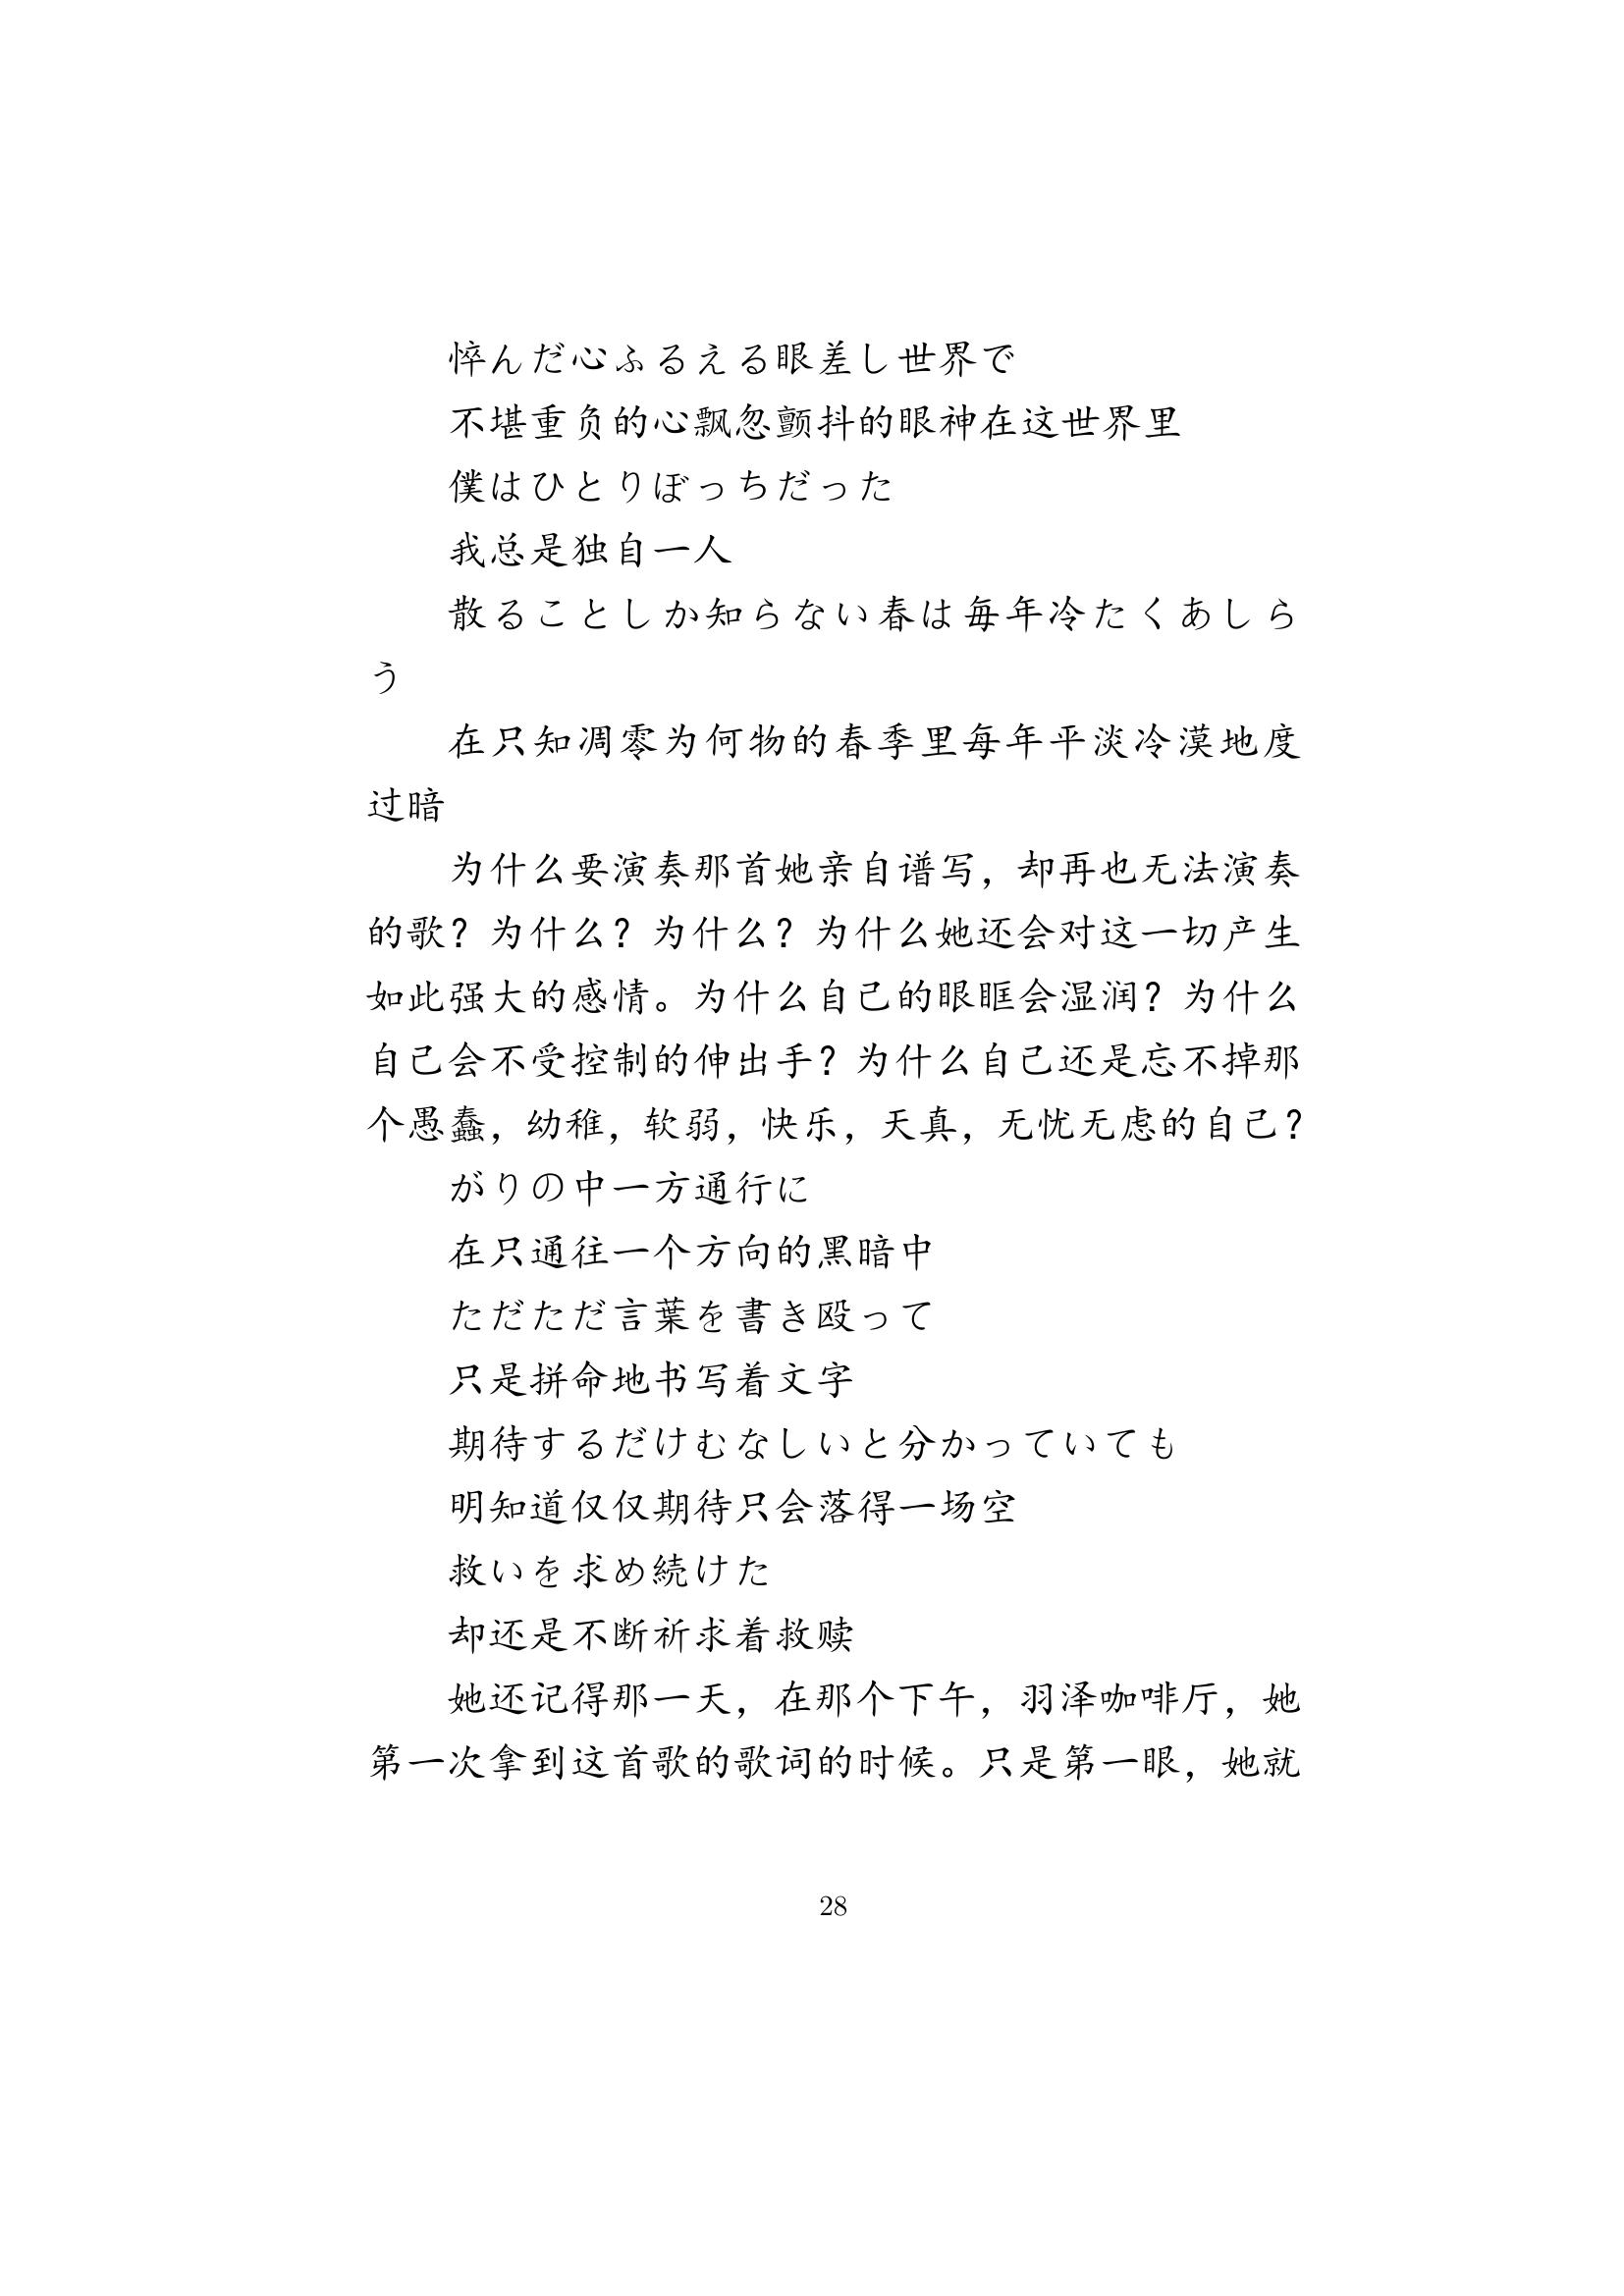 悴んだ心ふるえる眼差し世界で
不堪重负的心飘忽颤抖的眼神在这世界里
僕はひとりぼっちだった
我总是独自一人
散ることしか知らない春は毎年冷たくあしら
う
在只知凋零为何物的春季里每年平淡冷漠地度
过暗
为什么要演奏那首她亲自谱写，却再也无法演奏
的歌？为什么？为什么？为什么她还会对这一切产生
如此强大的感情。为什么自己的眼眶会湿润？为什么
自己会不受控制的伸出手？为什么自己还是忘不掉那
个愚蠢，幼稚，软弱，快乐，天真，无忧无虑的自己？
がりの中一方通行に
在只通往一个方向的黑暗中
ただただ言葉を書き殴って
只是拼命地书写着文字
期待するだけむなしいと分かっていても
明知道仅仅期待只会落得一场空
救いを求め続けた
却还是不断祈求着救赎
她还记得那一天，在那个下午，羽泽咖啡厅，她
第一次拿到这首歌的歌词的时候。只是第一眼，她就
28